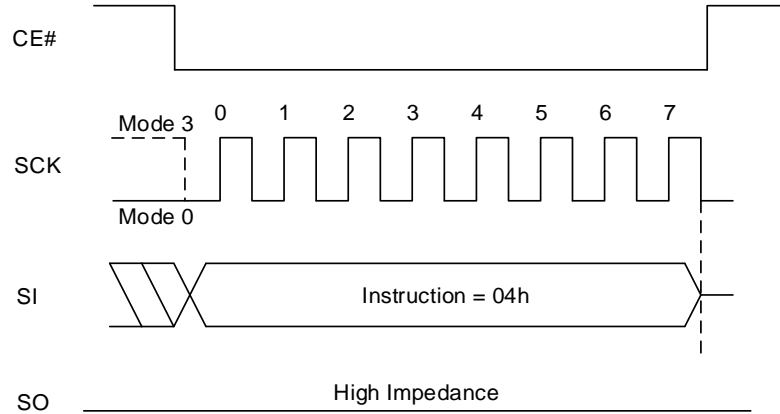 CE#
0 1 2 3 4 5 6 7
Mode 3
SCK
Mode 0
SI
Instruction = 04h
High Impedance
SO